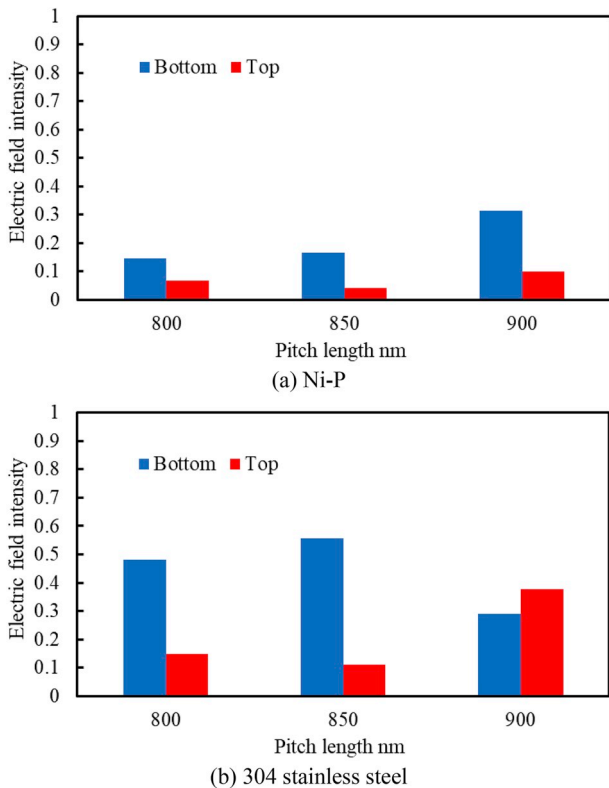 1
0.9
0.8
0.7
0.6
0.5
0.4
0.3
0.2
0.1
0
Electric field intensity
Bottom Top
800 850 900
Pitch length nm
(a) Ni-P
1
0.9
0.8
0.7
0.6
0.5
0.4
0.3
0.2
0.1
0
Electric field intensity
Bottom Top
800 850 900
Pitch length nm
(b) 304 stainless steel